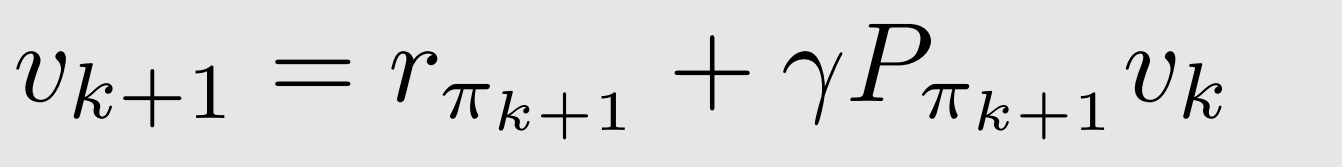 $v_{k+1} = r_{\pi_{k+1}} + \gamma P_{\pi_{k+1}} v_k$